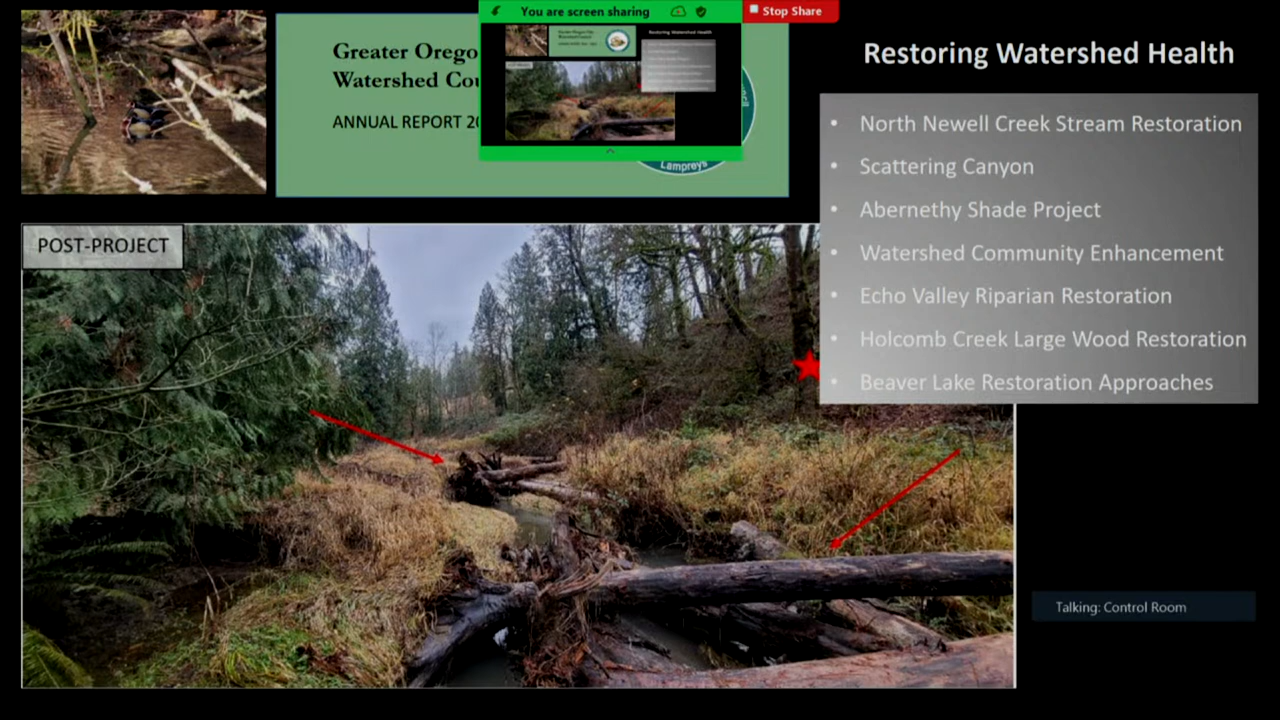 You are screen sharing
Stop Share
Greater Orego
Watershed Cou
ANNUAL REPORT 20
Lampreys
Restoring Watershed Health
• North Newell Creek Stream Restoration
• Scattering Canyon
• Abernethy Shade Project
• Watershed Community Enhancement
• Echo Valley Riparian Restoration
• Holcomb Creek Large Wood Restoration
• Beaver Lake Restoration Approaches
POST-PROJECT
Talking: Control Room